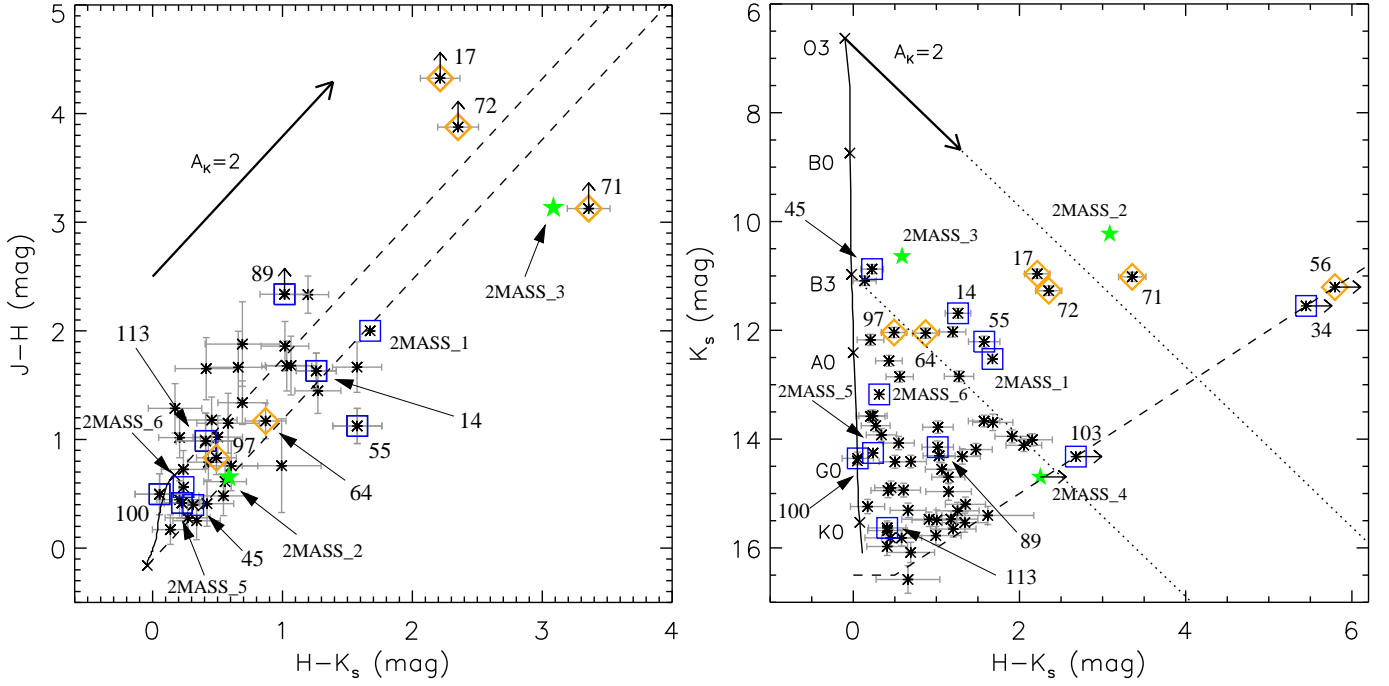 5
4
3
2
1
0
J−H (mag)
0
1
2
3
4
H−Ks (mag)
AK=2
17
72
71
2MASS_3
89
2MASS_1
113
2MASS_6
14
97
55
64
100
45
2MASS_2
2MASS_5
6
8
10
12
14
16
Ks (mag)
0
2
4
6
H−Ks (mag)
O3
AK=2
B0
2MASS_2
45
2MASS_3
17
56
B3
71
14
72
97
55
34
64
A0
2MASS_1
2MASS_5
2MASS_6
103
G0
2MASS_4
100
K0
89
113